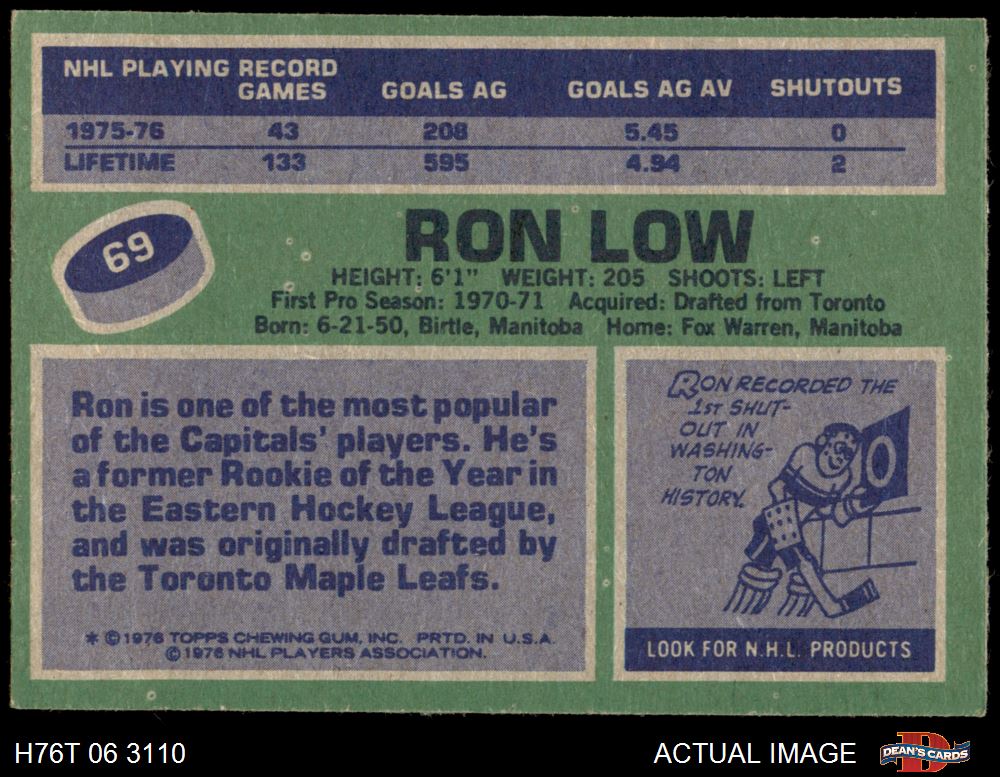 NHL PLAYING RECORD
GAMES GOALS AG GOALS AG AV SHUTOUTS
1975-76 43 208 5.45 0
LIFETIME 133 595 4.94 2
69
RON LOW
HEIGHT: 6'1" WEIGHT: 205 SHOOTS: LEFT
First Pro Season: 1970-71 Acquired: Drafted from Toronto
Born: 6-21-50, Birtle, Manitoba Home: Fox Warren, Manitoba
Ron is one of the most popular
of the Capitals' players. He's
a former Rookie of the Year in
the Eastern Hockey League,
and was originally drafted by
the Toronto Maple Leafs.
* © 1976 TOPPS CHEWING GUM, INC. PRTD. IN U.S.A.
© 1976 NHL PLAYERS ASSOCIATION.
RON RECORDED THE
1ST SHUT-
OUT IN
WASHING-
TON
HISTORY.
0
LOOK FOR N.H.L. PRODUCTS
H76T 06 3110
ACTUAL IMAGE
D
DEAN'S CARDS